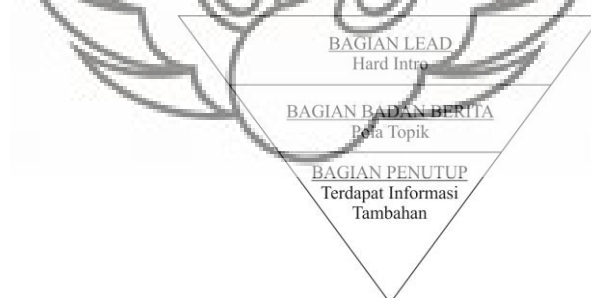 BAGIAN LEAD
Hard Intro
BAGIAN BADAN BERITA
Pola Topik
BAGIAN PENUTUP
Terdapat Informasi
Tambahan